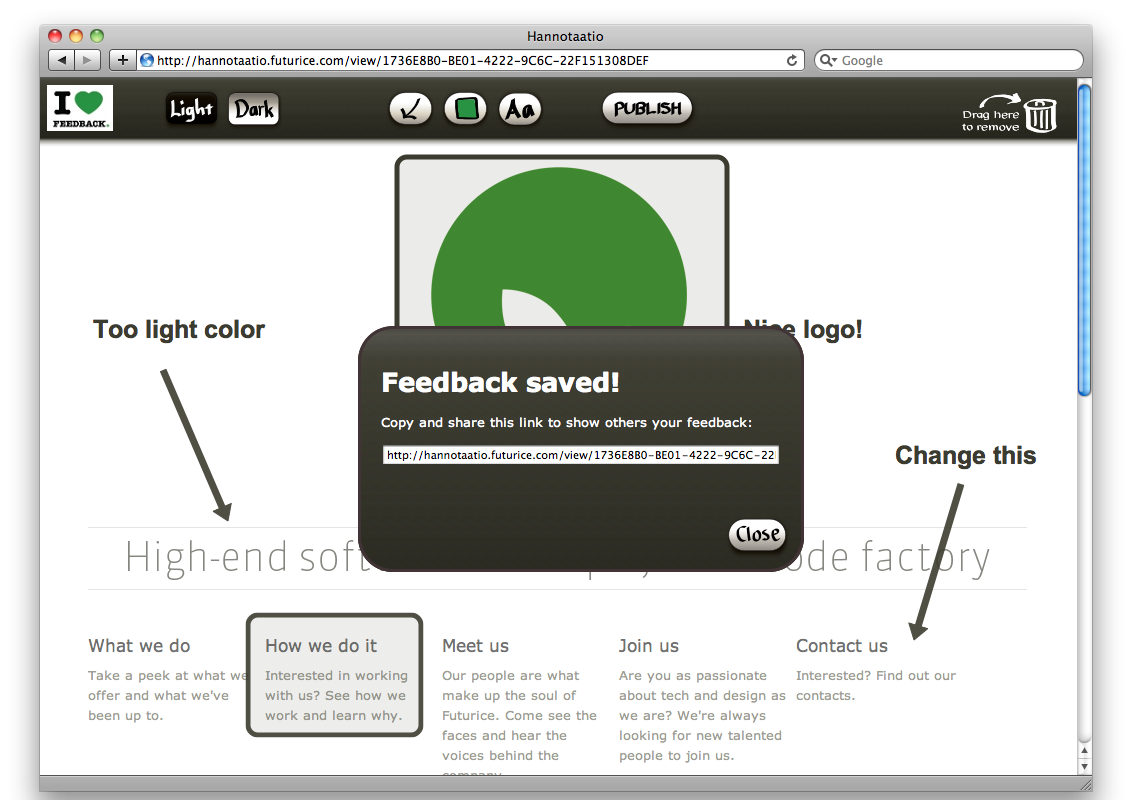 Hannotaatio
http://hannotaatio.futurice.com/view/1736E8B0-BE01-4222-9C6C-22F151308DEF
Google
I
FEEDBACK.
Light
Dark
Aa
PUBLISH
Drag here
to remove
Too light color
logo!
Feedback saved!
Copy and share this link to show others your feedback:
http://hannotaatio.futurice.com/view/1736E8B0-BE01-4222-9C6C-22
Close
Change this
High-end sof
ode factory
What we do
Take a peek at what we
offer and what we've
been up to.
How we do it
Interested in working
with us? See how we
work and learn why.
Meet us
Our people are what
make up the soul of
Futurice. Come see the
faces and hear the
voices behind the
Join us
Are you as passionate
about tech and design as
we are? We're always
looking for new talented
people to join us.
Contact us
Interested? Find out our
contacts.